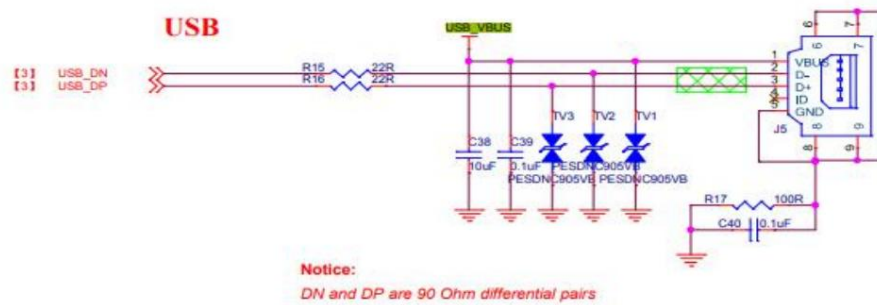 USB
USB_VBUS
【3】 USB_DN
【3】 USB_DP
R15 22R
R16 22R
1 VBUS
2 D-
3 D+
4 ID
5 GND
6 7
6 7
J5
8 9
8 9
TV3 TV2 TV1
C38 C39
10uF 0.1uF PESDNC905VB
PESDNC905VB PESDNC905VB
R17 100R
C40 0.1uF
Notice:
DN and DP are 90 Ohm differential pairs